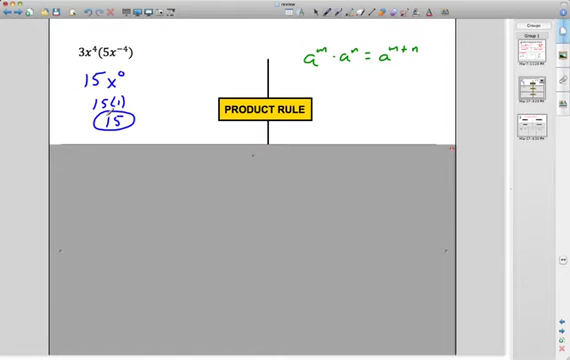 review
Groups
Group 1
3x⁴(5x⁻⁴)
aᵐ · aⁿ = aᵐ⁺ⁿ
15x⁰
15(1)
15
PRODUCT RULE